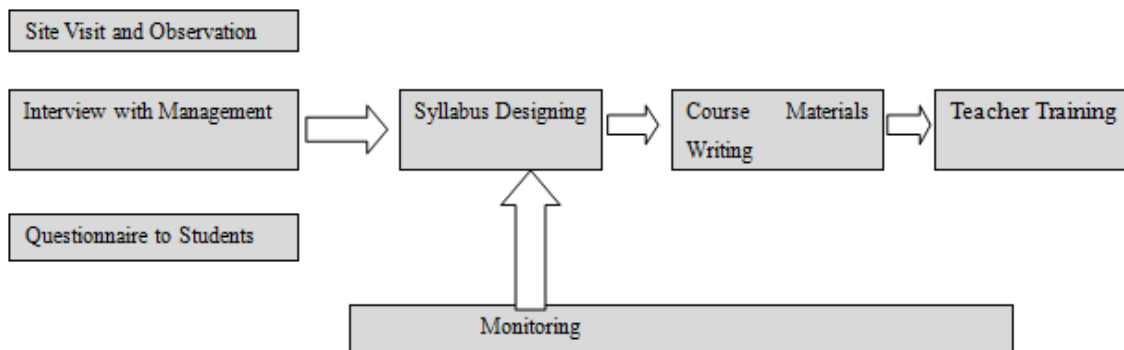 Site Visit and Observation
Interview with Management
Syllabus Designing
Course Materials
Writing
Teacher Training
Questionnaire to Students
Monitoring